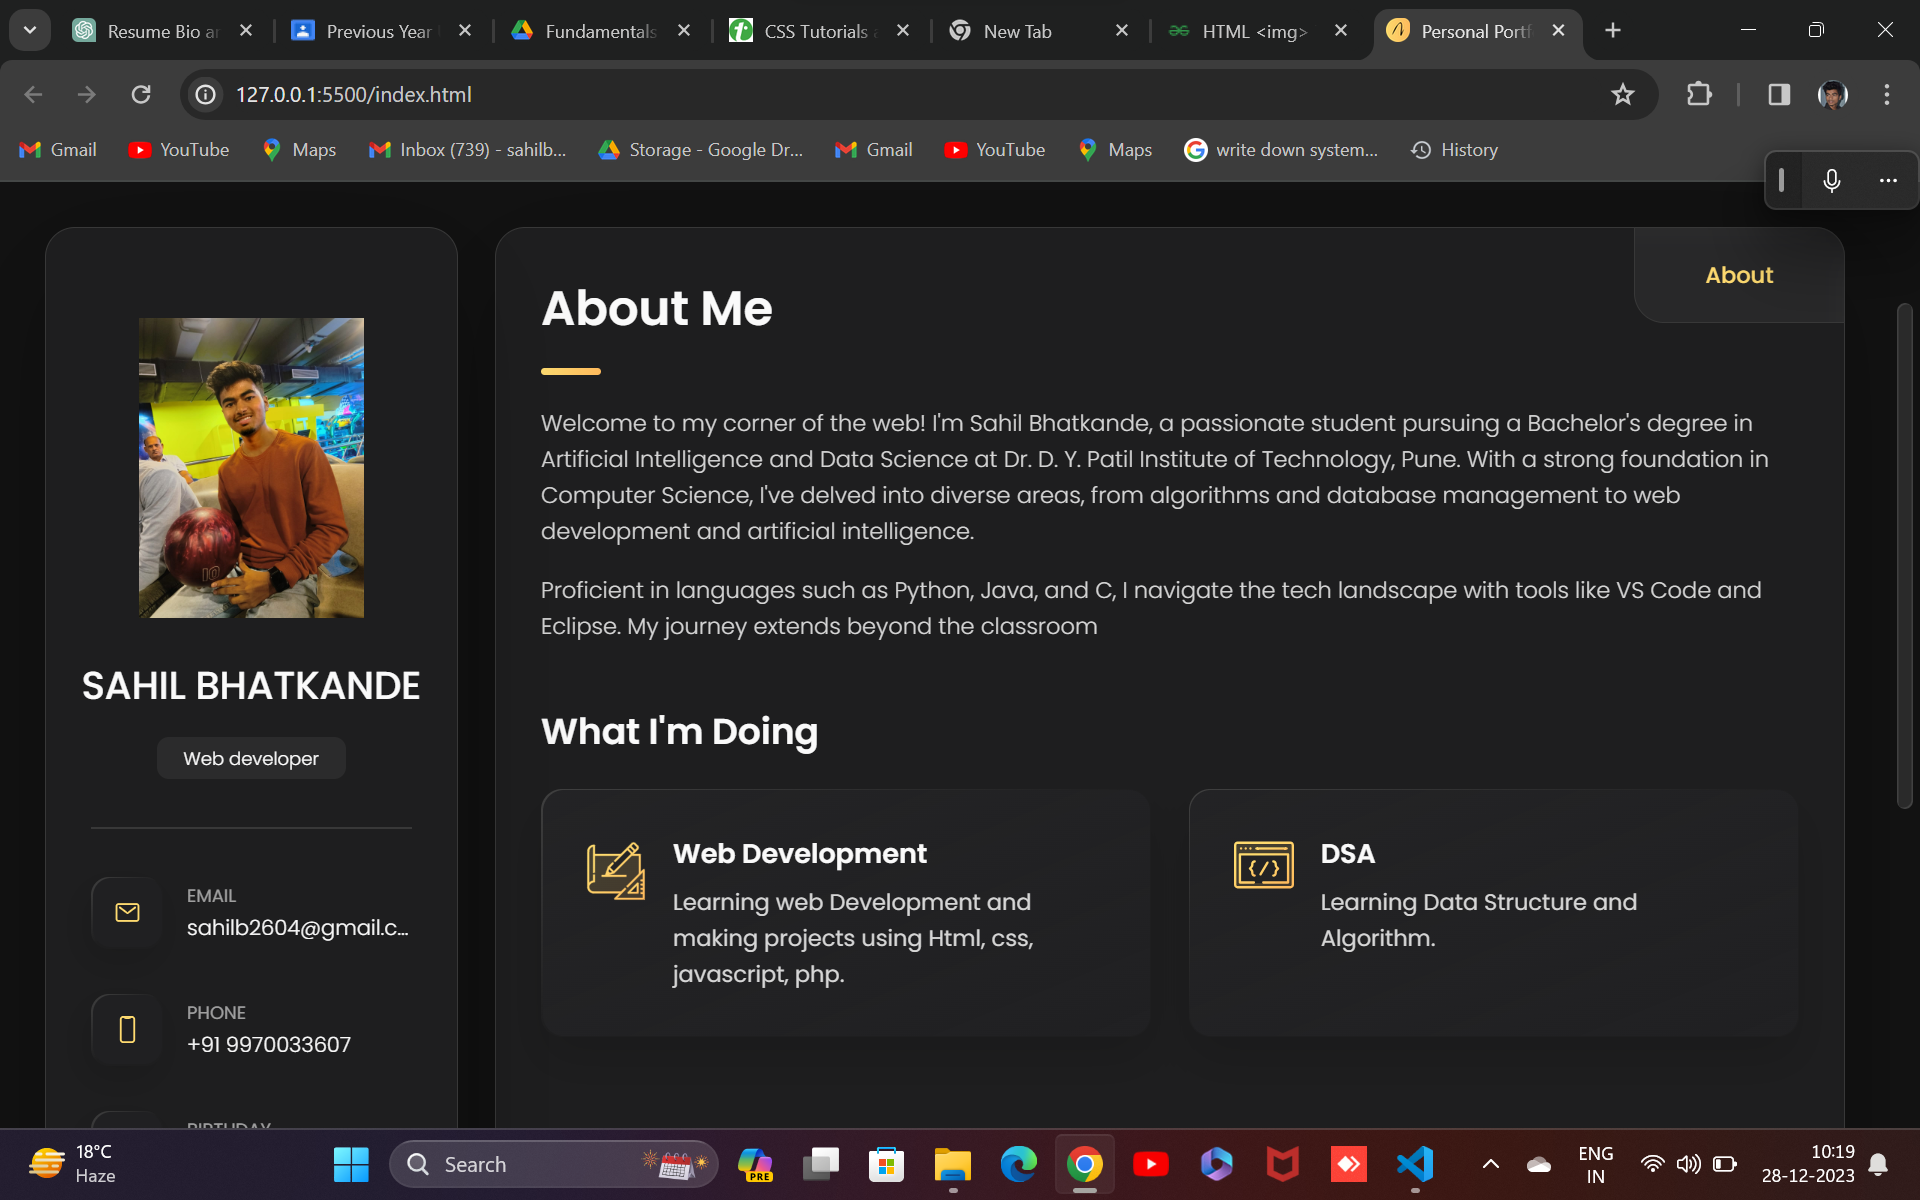 Resume Bio ar
Previous Year
Fundamentals
CSS Tutorials a
New Tab
HTML <img>
Personal Portf
127.0.0.1:5500/index.html
Gmail
YouTube
Maps
Inbox (739) - sahilb...
Storage - Google Dr...
Gmail
YouTube
Maps
write down system...
History
SAHIL BHATKANDE
Web developer
EMAIL
sahilb2604@gmail.c...
PHONE
+91 9970033607
BIRTHDAY
About
About Me
Welcome to my corner of the web! I'm Sahil Bhatkande, a passionate student pursuing a Bachelor's degree in
Artificial Intelligence and Data Science at Dr. D. Y. Patil Institute of Technology, Pune. With a strong foundation in
Computer Science, I've delved into diverse areas, from algorithms and database management to web
development and artificial intelligence.
Proficient in languages such as Python, Java, and C, I navigate the tech landscape with tools like VS Code and
Eclipse. My journey extends beyond the classroom
What I'm Doing
Web Development
Learning web Development and
making projects using Html, css,
javascript, php.
DSA
Learning Data Structure and
Algorithm.
18°C
Haze
Search
PRE
ENG
IN
10:19
28-12-2023